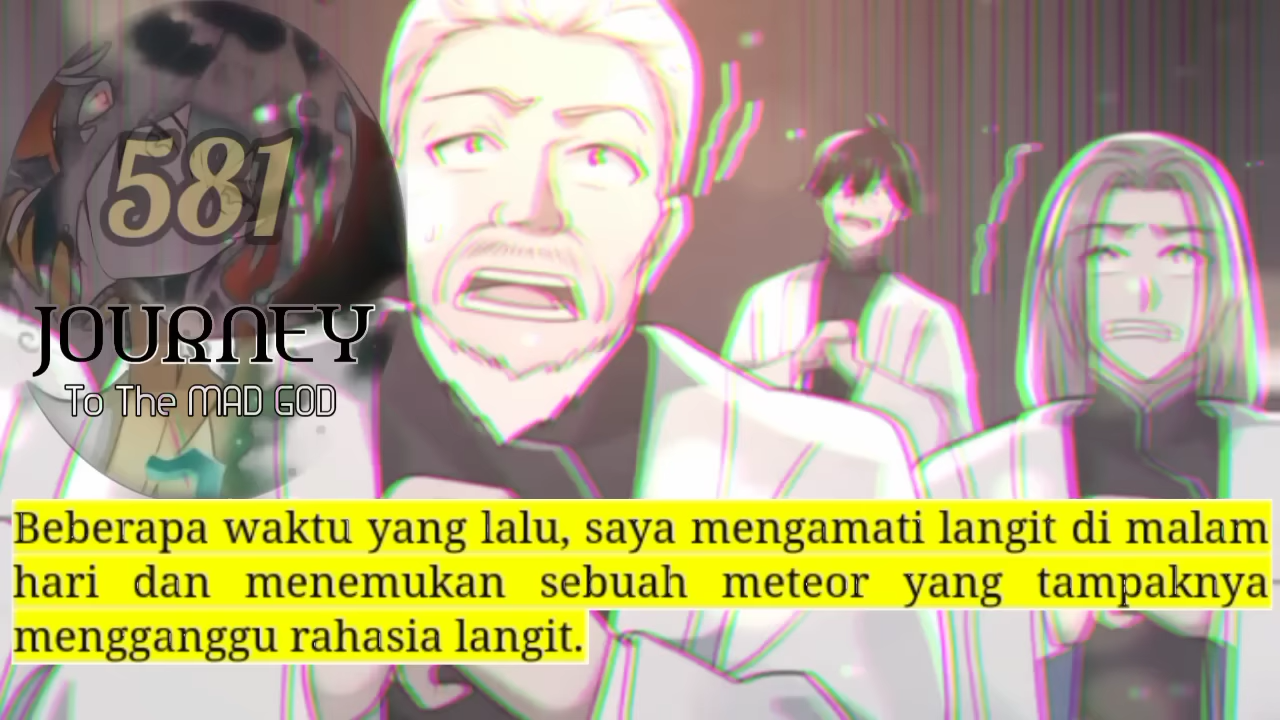 581
JOURNEY
To The MAD GOD
Beberapa waktu yang lalu, saya mengamati langit di malam
hari dan menemukan sebuah meteor yang tampaknya
mengganggu rahasia langit.